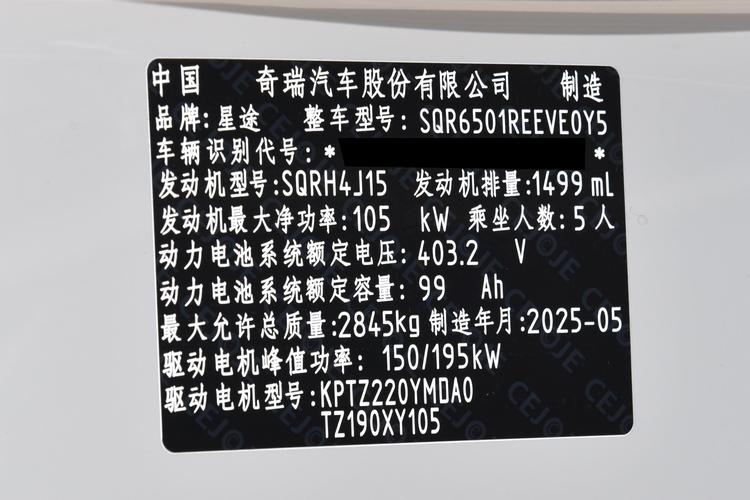 中国 奇瑞汽车股份有限公司 制造
品牌:星途 整车型号:SQR6501REEVE0Y5
车辆识别代号:* *
发动机型号:SQRH4J15 发动机排量:1499 mL
发动机最大净功率:105 kW 乘坐人数:5 人
动力电池系统额定电压:403.2 V
动力电池系统额定容量:99 Ah
最大允许总质量:2845kg 制造年月:2025-05
驱动电机峰值功率: 150/195kW
驱动电机型号:KPTZ220YMDA0
TZ190XY105